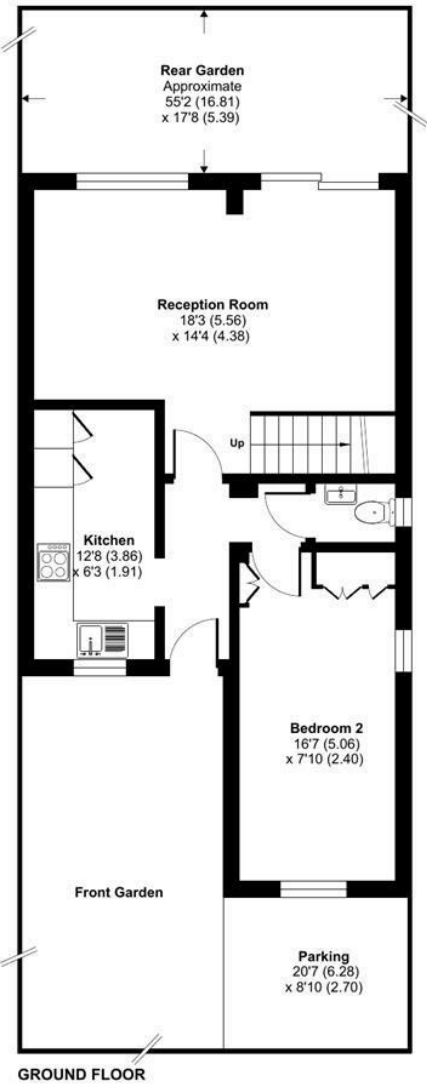 Rear Garden
Approximate
55'2 (16.81)
x 17'8 (5.39)
Reception Room
18'3 (5.56)
x 14'4 (4.38)
Up
Kitchen
12'8 (3.86)
x 6'3 (1.91)
Bedroom 2
16'7 (5.06)
x 7'10 (2.40)
Front Garden
Parking
20'7 (6.28)
x 8'10 (2.70)
GROUND FLOOR